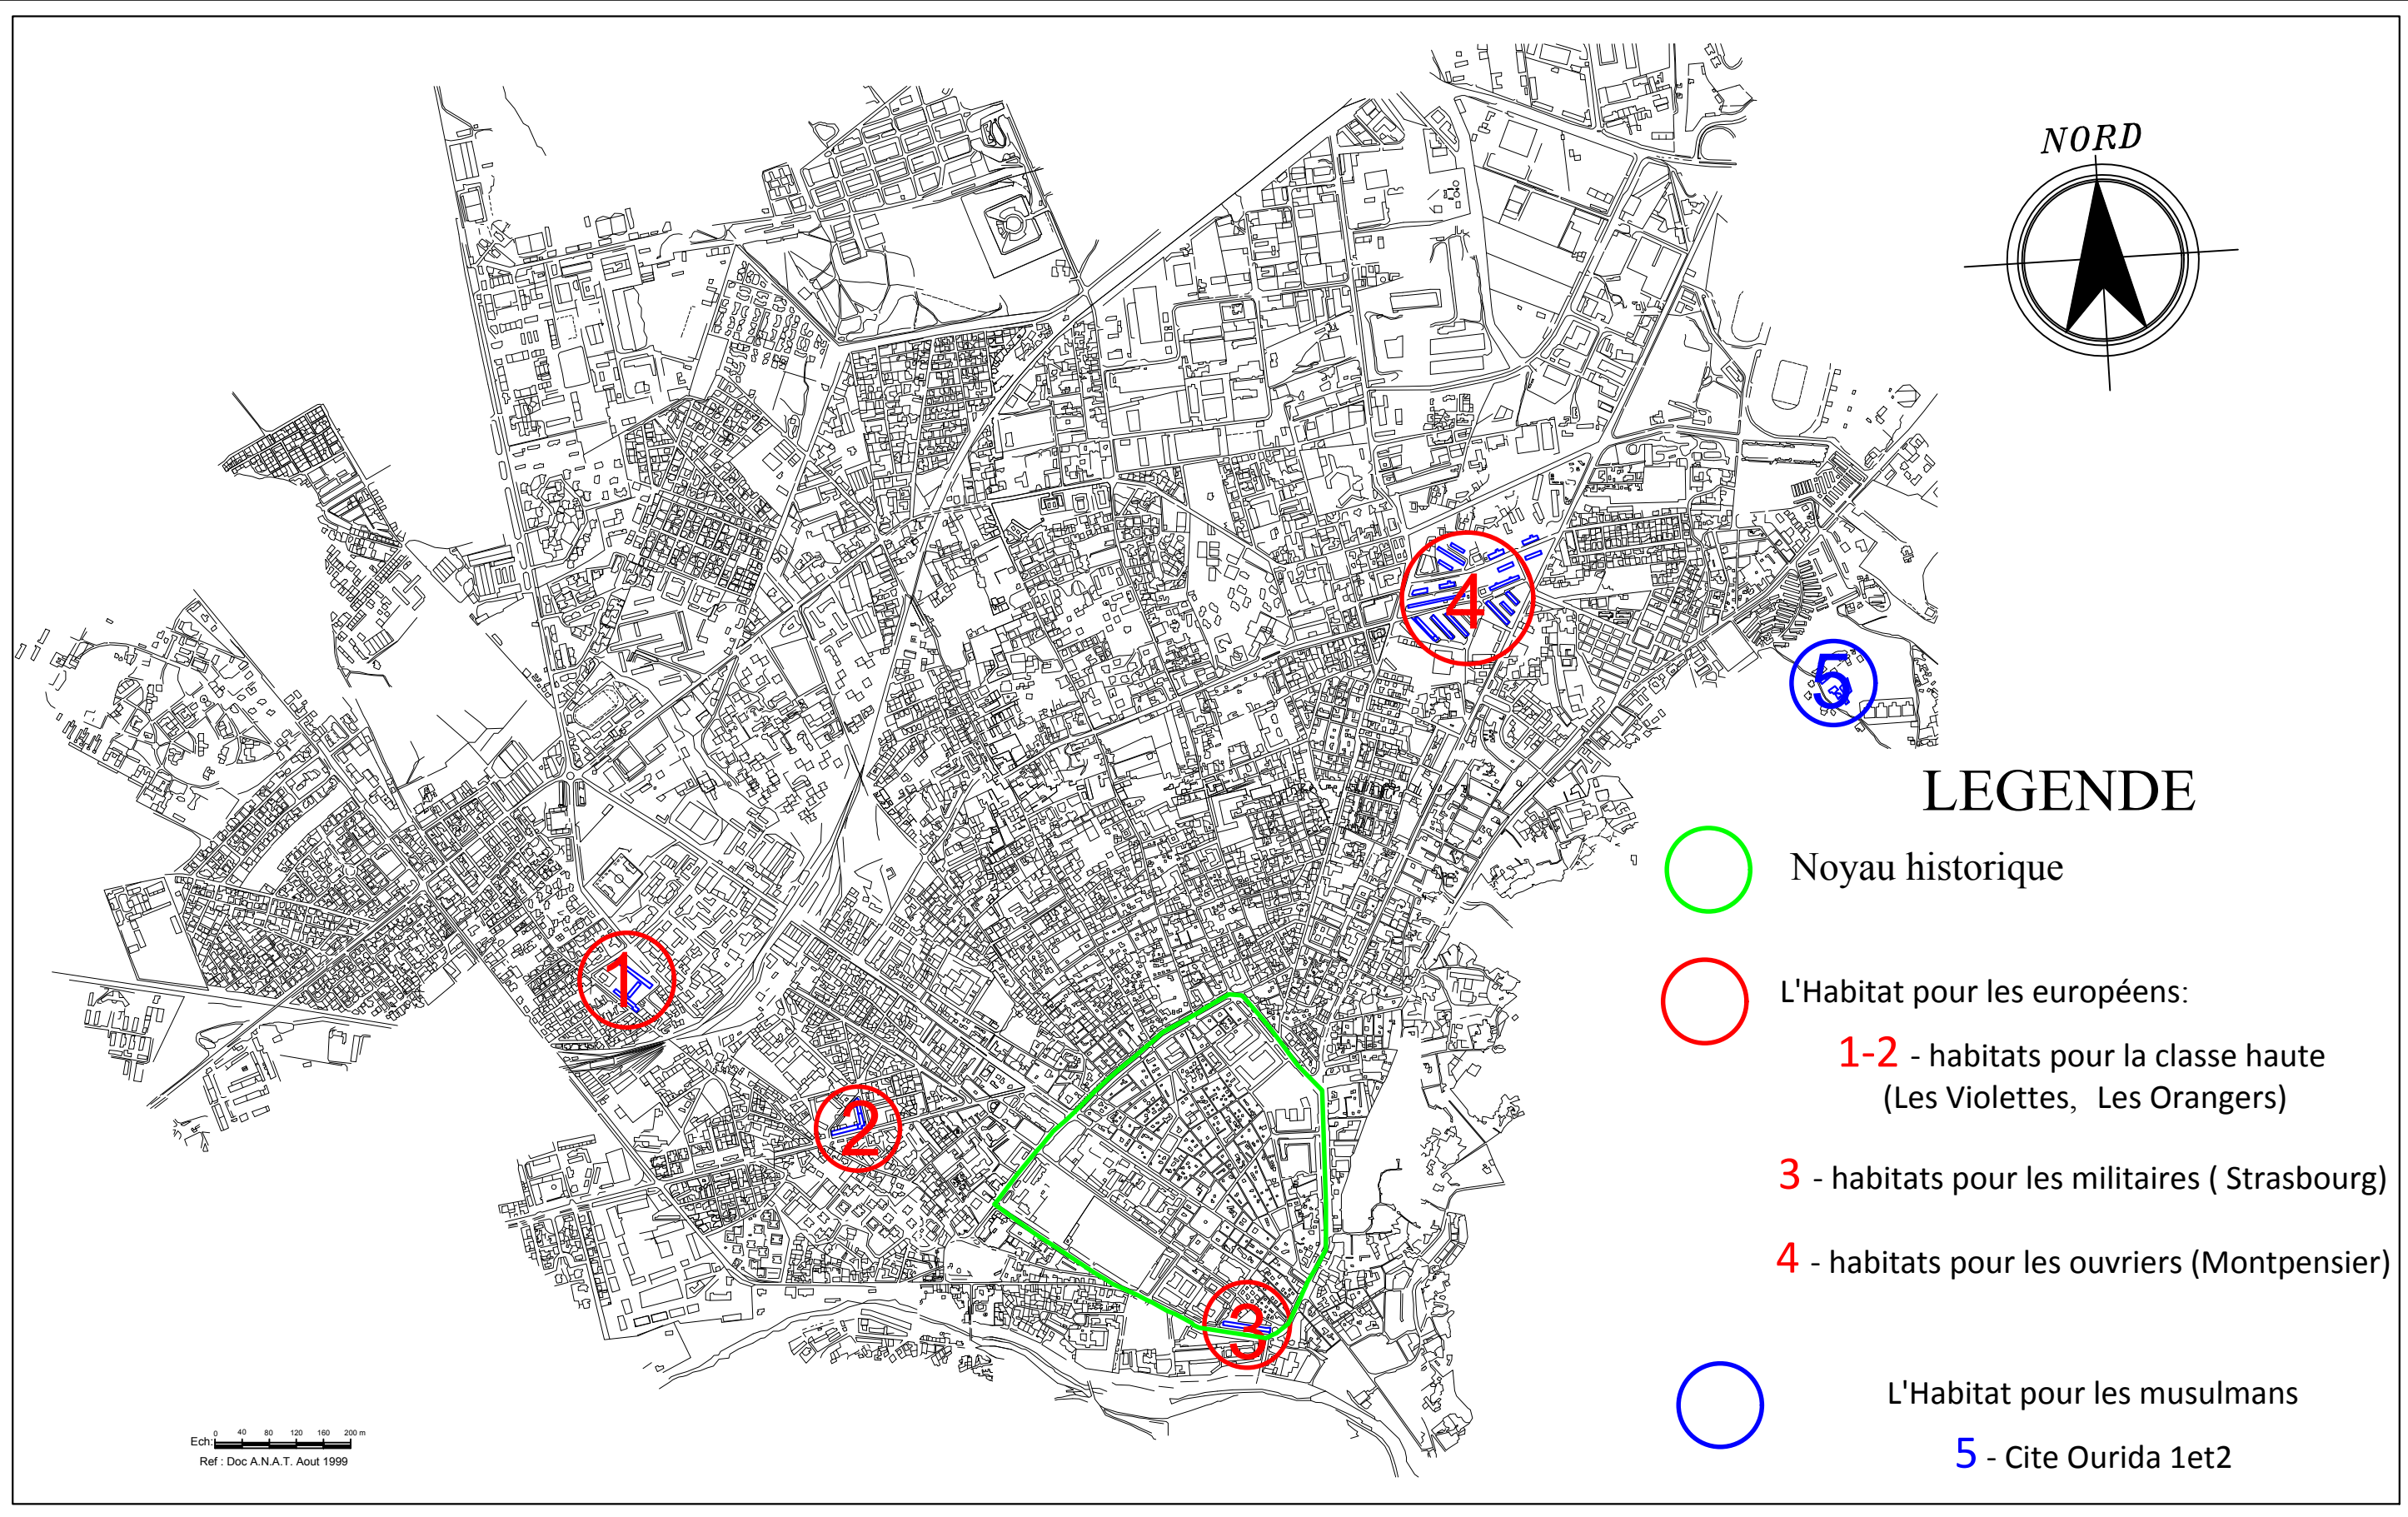 NORD
4
5
LEGENDE
Noyau historique
1
L'Habitat pour les européens:
1-2 - habitats pour la classe haute
(Les Violettes, Les Orangers)
2
3 - habitats pour les militaires ( Strasbourg)
4 - habitats pour les ouvriers (Montpensier)
3
L'Habitat pour les musulmans
5 - Cite Ourida 1et2
Ech: 0 40 80 120 160 200 m
Ref : Doc A.N.A.T. Aout 1999